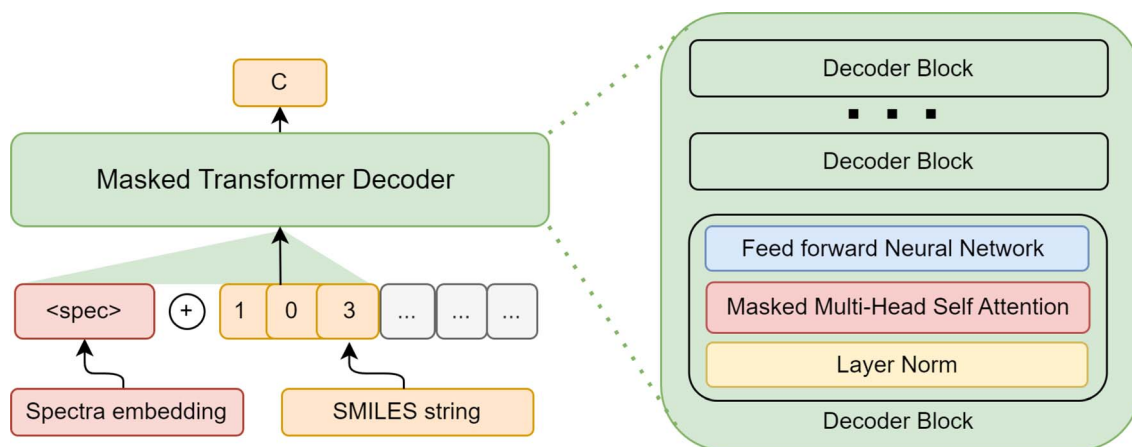 C
Masked Transformer Decoder
<spec> + 1 0 3 ... ... ...
Spectra embedding
SMILES string
Decoder Block
Decoder Block
Feed forward Neural Network
Masked Multi-Head Self Attention
Layer Norm
Decoder Block